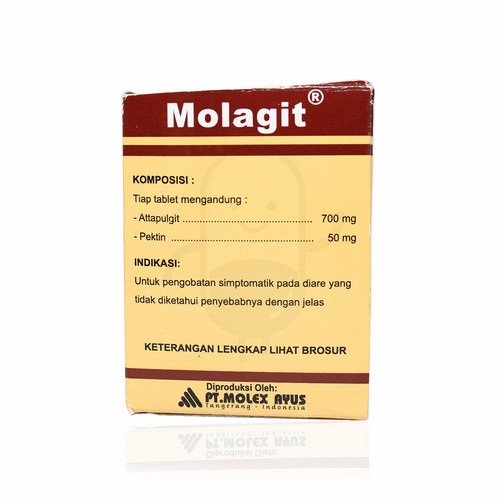 Molagit®
KOMPOSISI :
Tiap tablet mengandung :
- Attapulgit .................................... 700 mg
- Pektin ........................................ 50 mg
INDIKASI:
Untuk pengobatan simptomatik pada diare yang
tidak diketahui penyebabnya dengan jelas
KETERANGAN LENGKAP LIHAT BROSUR
Diproduksi Oleh:
PT.MOLEX AYUS
Tangerang - Indonesia